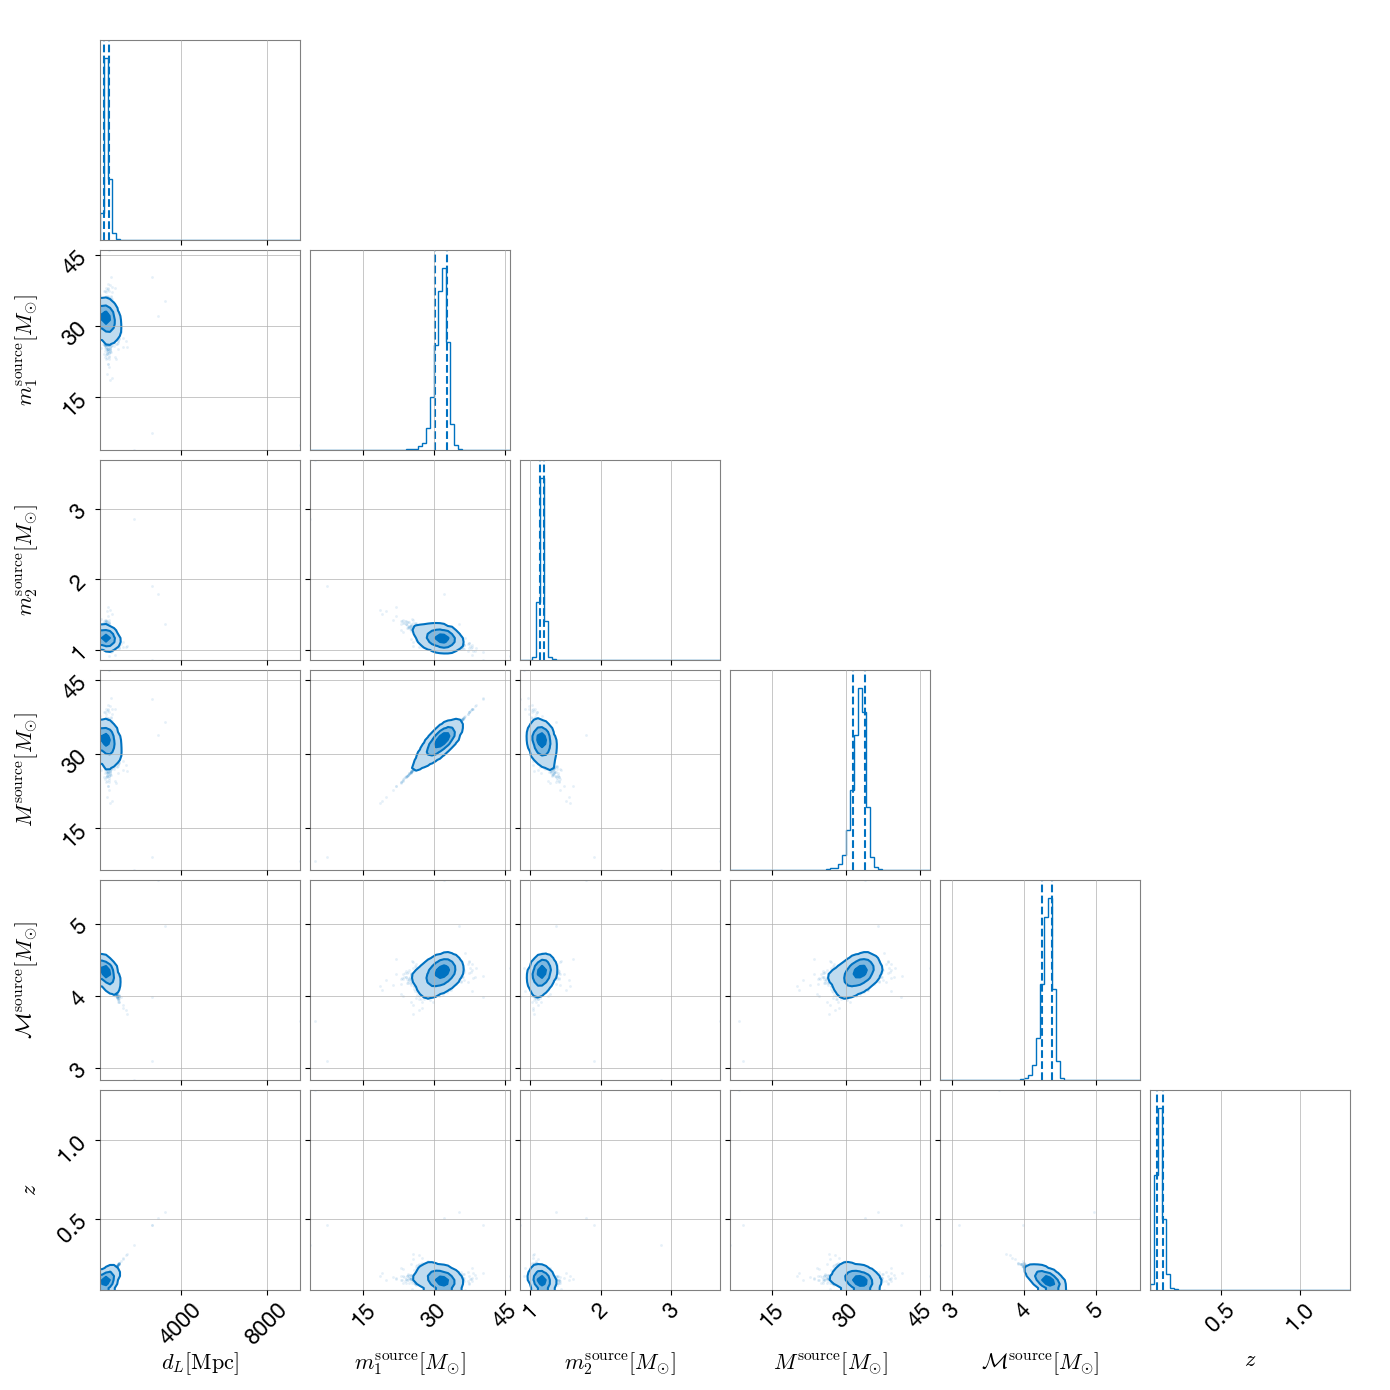 45
30
15
m₁^source[M⊙]
3
2
1
m₂^source[M⊙]
45
30
15
M^source[M⊙]
5
4
3
ℳ^source[M⊙]
1.0
0.5
z
4000 8000 15 30 45 1 2 3 15 30 45 3 4 5 0.5 1.0
d_L[Mpc] m₁^source[M⊙] m₂^source[M⊙] M^source[M⊙] ℳ^source[M⊙] z